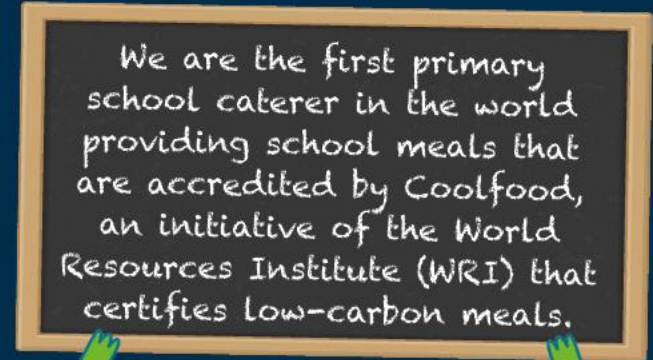 We are the first primary
school caterer in the world
providing school meals that
are accredited by Coolfood,
an initiative of the World
Resources Institute (WRI) that
certifies low-carbon meals.